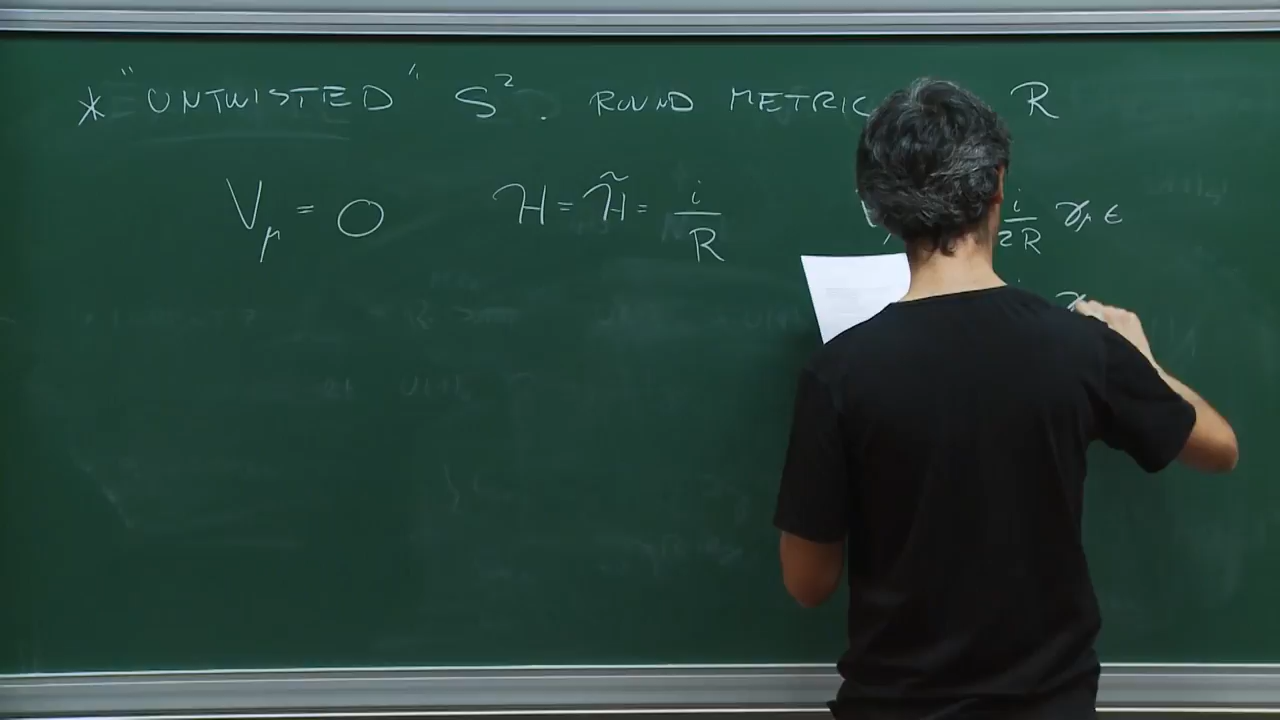 * "UNTWISTED" S². ROUND METRIC R
V_μ = 0 H = H̃ = i/R i/2R γ_μ ε
γ